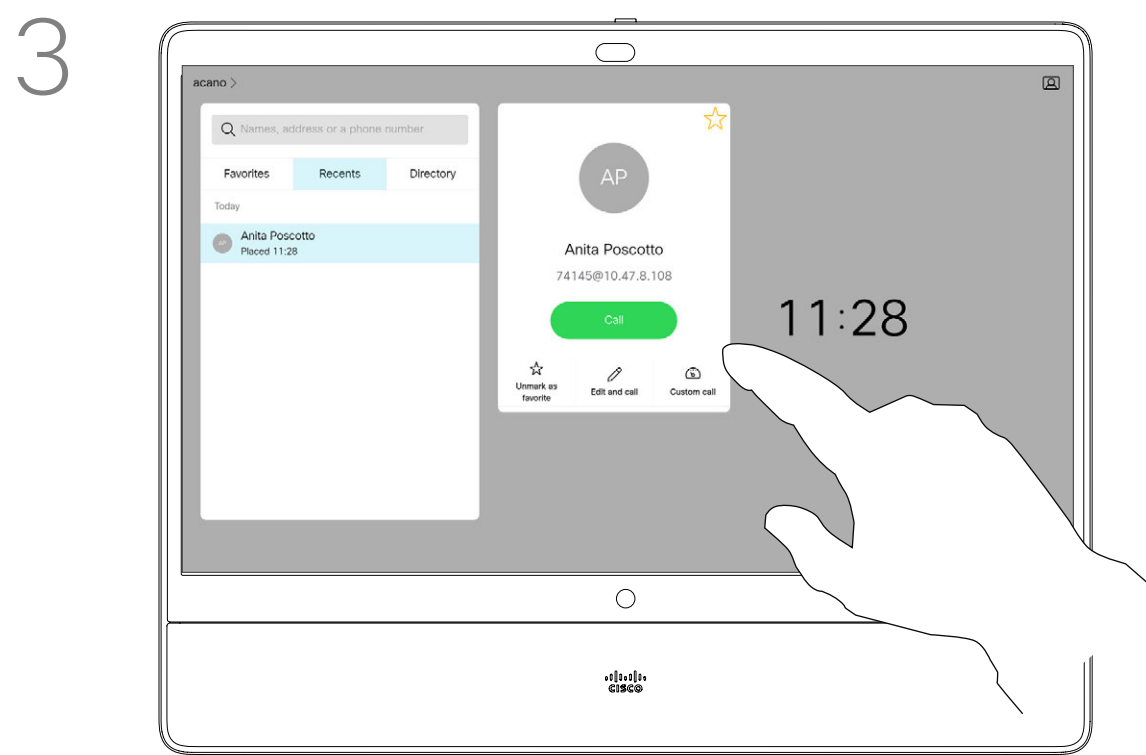 3
acano >
Names, address or a phone number
Favorites Recents Directory
Today
AP Anita Poscotto
Placed 11:28
AP
Anita Poscotto
74145@10.47.8.108
Call
Unmark as
favorite
Edit and call
Custom call
11:28
CISCO